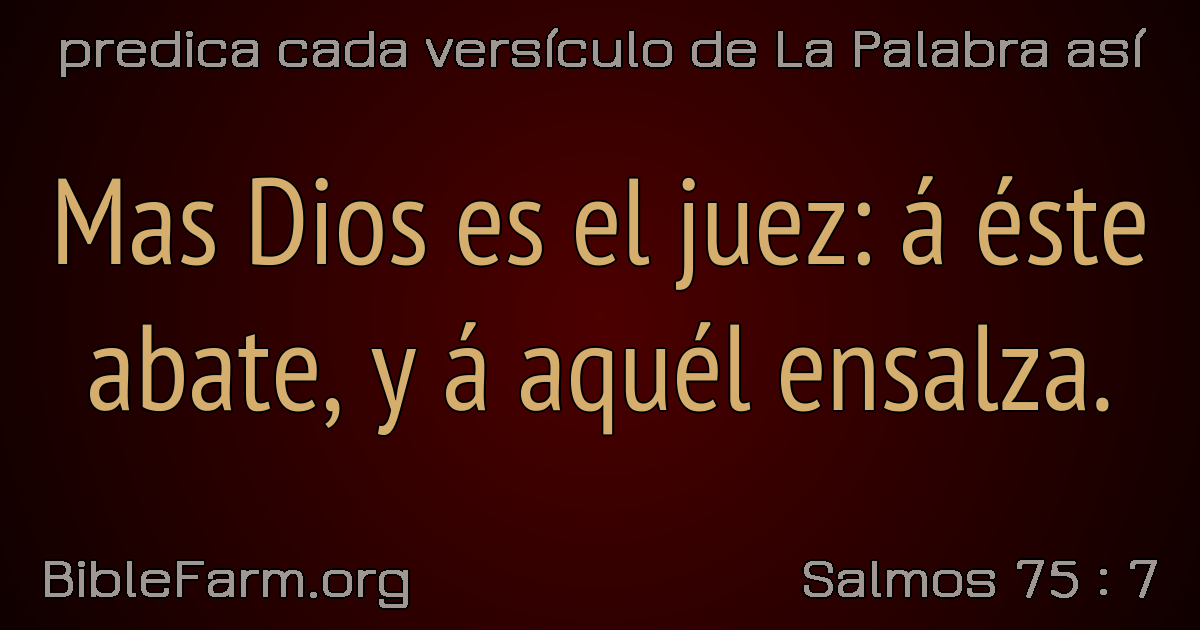 predica cada versículo de La Palabra así
Mas Dios es el juez: á éste
abate, y á aquél ensalza.
BibleFarm.org
Salmos 75 : 7